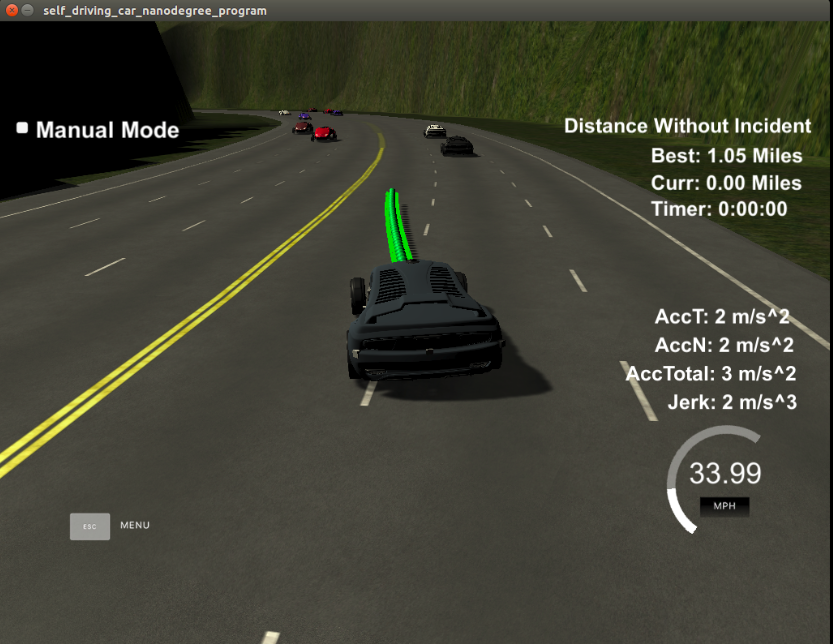 self_driving_car_nanodegree_program
Manual Mode
Distance Without Incident
Best: 1.05 Miles
Curr: 0.00 Miles
Timer: 0:00:00
AccT: 2 m/s^2
AccN: 2 m/s^2
AccTotal: 3 m/s^2
Jerk: 2 m/s^3
33.99
MPH
ESC MENU